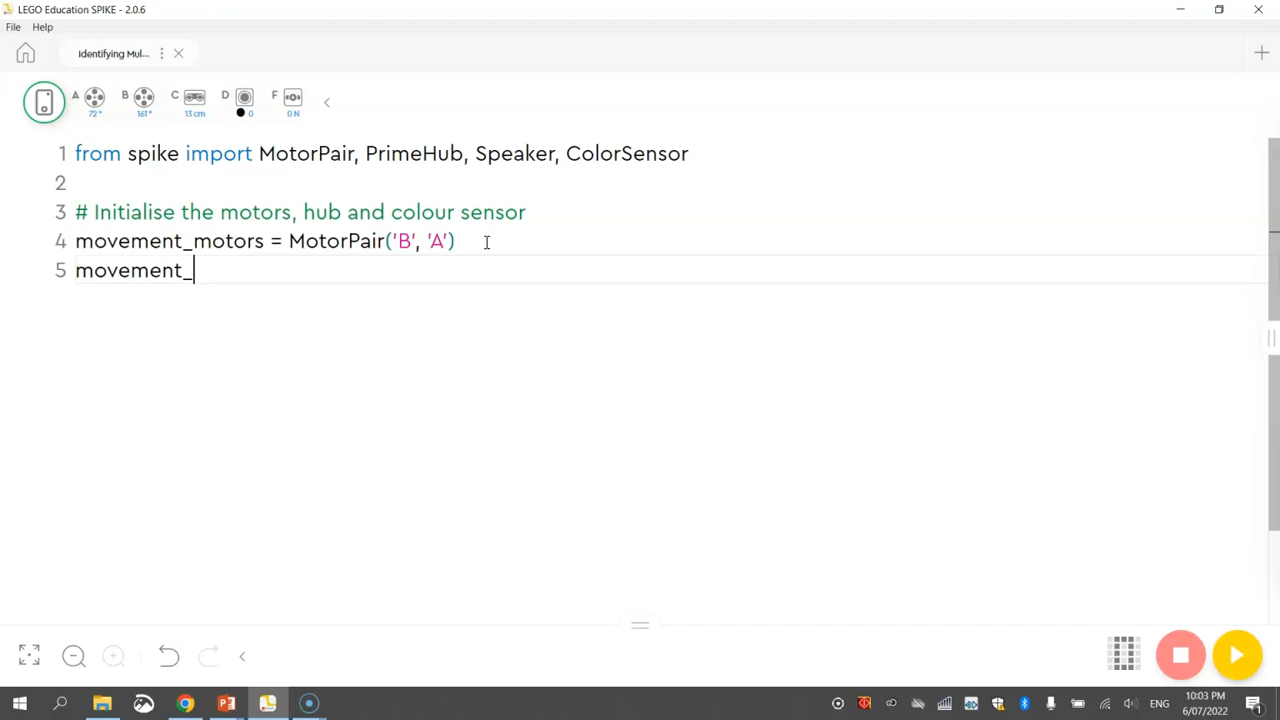 LEGO Education SPIKE - 2.0.6
File Help
Identifying Mul...
A B C D F
72° 161° 13 cm 0 0 N
1 from spike import MotorPair, PrimeHub, Speaker, ColorSensor
2
3 # Initialise the motors, hub and colour sensor
4 movement_motors = MotorPair('B', 'A')
5 movement_
ENG
10:03 PM
6/07/2022
1